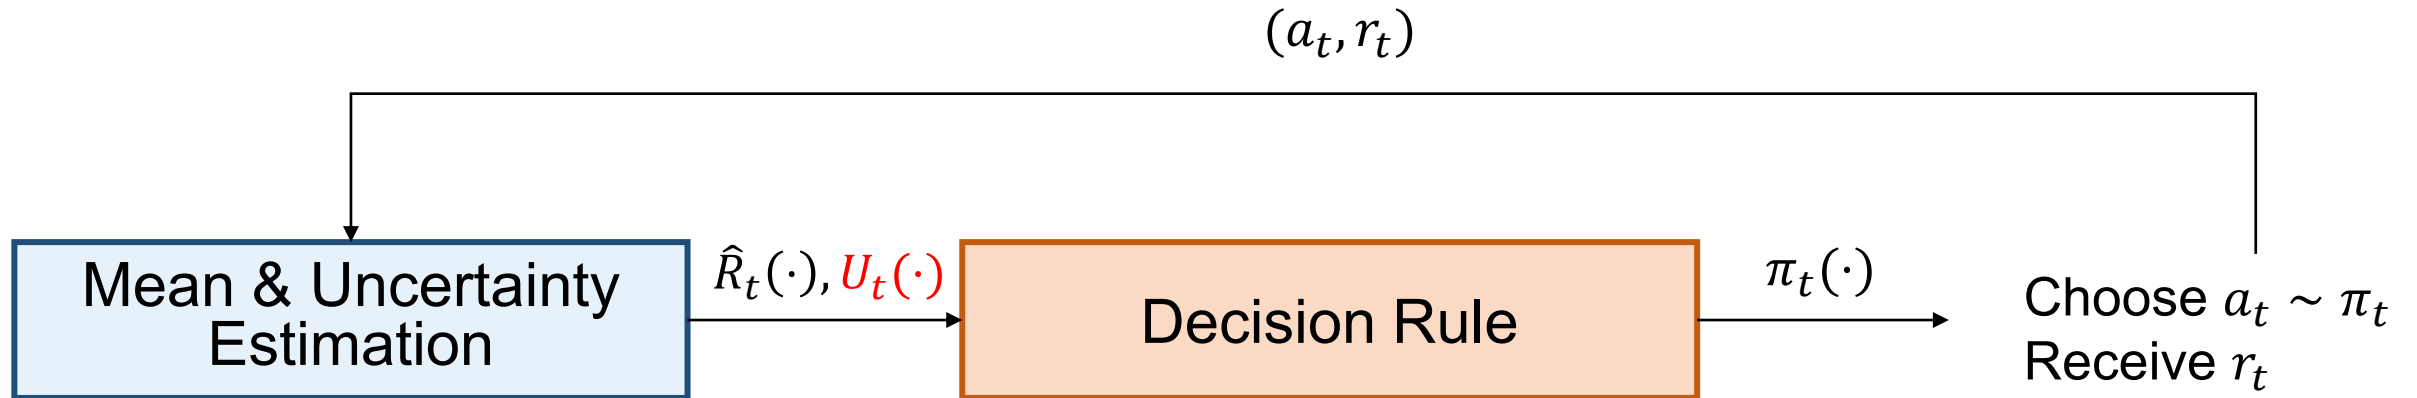 (a_t, r_t)
Mean & Uncertainty
Estimation
R̂_t(·), U_t(·)
Decision Rule
π_t(·)
Choose a_t ~ π_t
Receive r_t